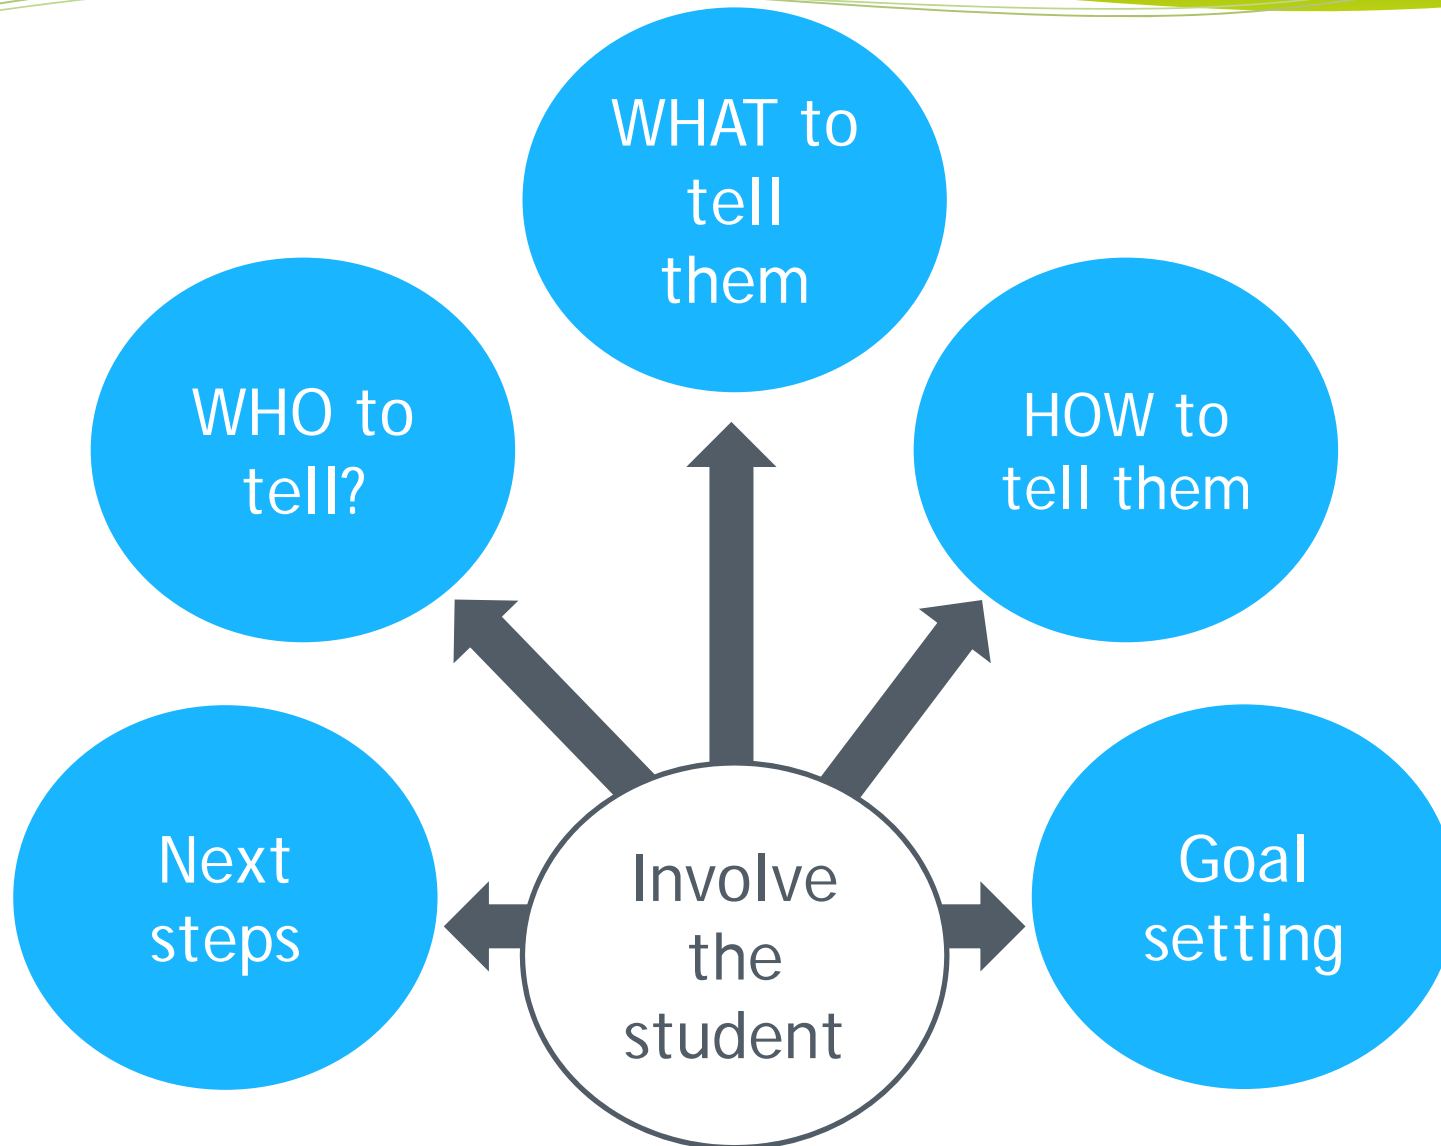 WHAT to
tell
them
WHO to
tell?
HOW to
tell them
Next
steps
Involve
the
student
Goal
setting